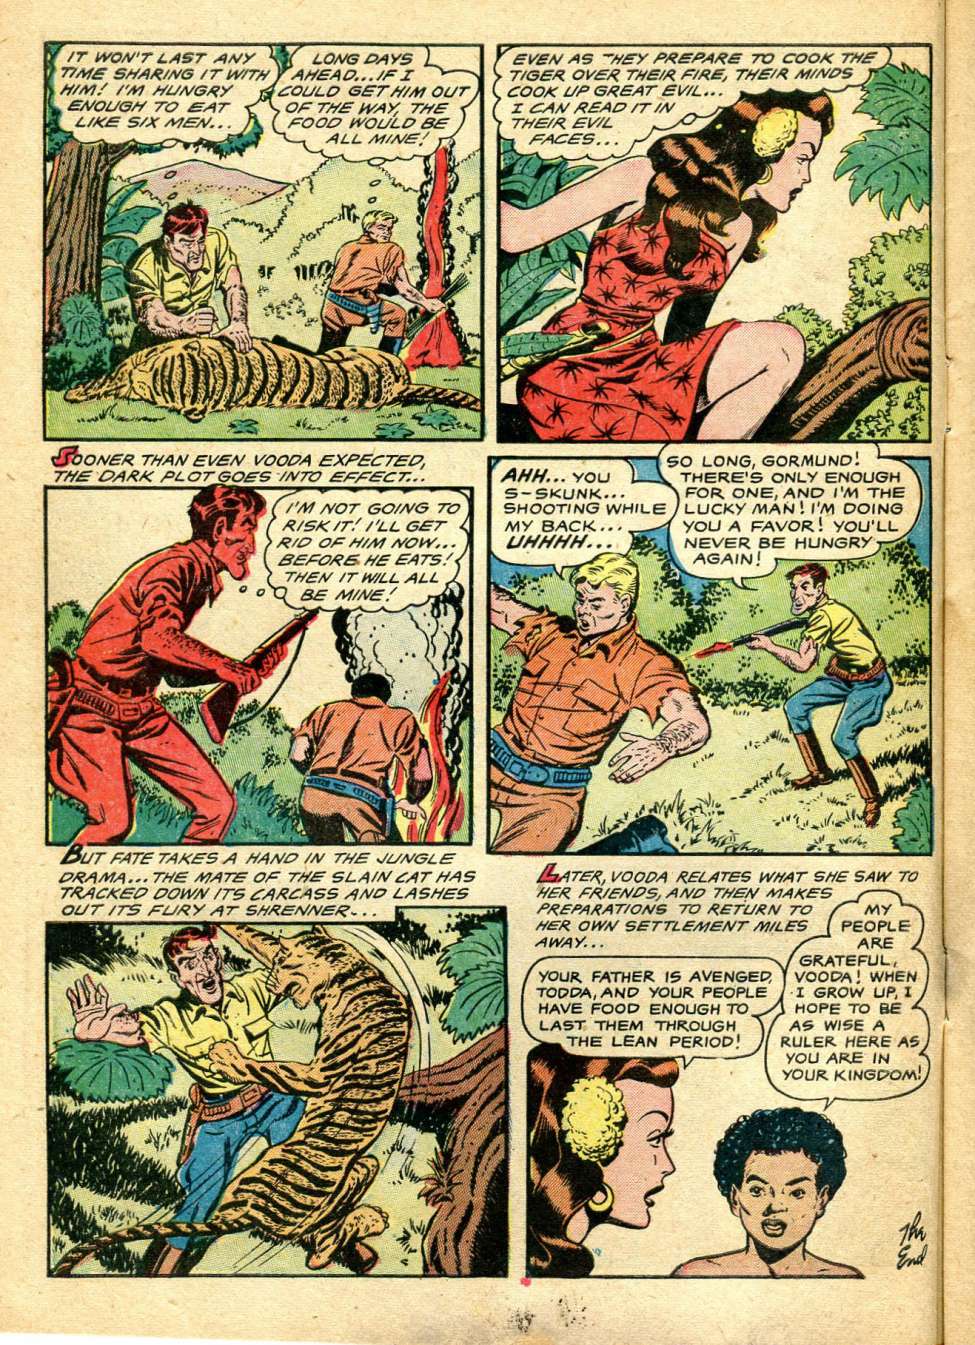 IT WON'T LAST ANY
TIME SHARING IT WITH
HIM! I'M HUNGRY
ENOUGH TO EAT
LIKE SIX MEN...
LONG DAYS
AHEAD...IF I
COULD GET HIM OUT
OF THE WAY, THE
FOOD WOULD BE
ALL MINE!
EVEN AS THEY PREPARE TO COOK THE
TIGER OVER THEIR FIRE, THEIR MINDS
COOK UP GREAT EVIL...
I CAN READ IT IN
THEIR EVIL
FACES...
SOONER THAN EVEN VOODA EXPECTED,
THE DARK PLOT GOES INTO EFFECT...
I'M NOT GOING TO
RISK IT! I'LL GET
RID OF HIM NOW...
BEFORE HE EATS!
THEN IT WILL ALL
BE MINE!
AHH... YOU
S-SKUNK...
SHOOTING WHILE
MY BACK...
UHHHH...
SO LONG, GORMUND!
THERE'S ONLY ENOUGH
FOR ONE, AND I'M THE
LUCKY MAN! I'M DOING
YOU A FAVOR! YOU'LL
NEVER BE HUNGRY
AGAIN!
BUT FATE TAKES A HAND IN THE JUNGLE
DRAMA... THE MATE OF THE SLAIN CAT HAS
TRACKED DOWN ITS CARCASS AND LASHES
OUT ITS FURY AT SHRENNER...
LATER, VOODA RELATES WHAT SHE SAW TO
HER FRIENDS, AND THEN MAKES
PREPARATIONS TO RETURN TO
HER OWN SETTLEMENT MILES
AWAY...
YOUR FATHER IS AVENGED,
TODDA, AND YOUR PEOPLE
HAVE FOOD ENOUGH TO
LAST THEM THROUGH
THE LEAN PERIOD!
MY
PEOPLE
ARE
GRATEFUL,
VOODA! WHEN
I GROW UP, I
HOPE TO BE
AS WISE A
RULER HERE AS
YOU ARE IN
YOUR KINGDOM!
The
End